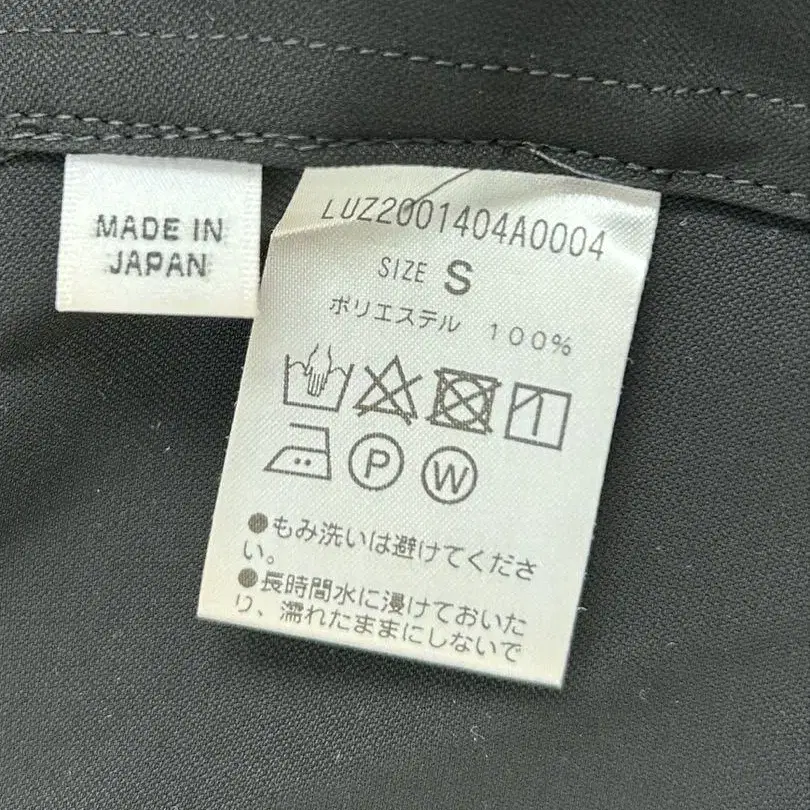 MADE IN
JAPAN
LUZ2001404A0004
SIZE S
ポリエステル 100%
P
W
●もみ洗いは避けてくださ
い。
●長時間水に浸けておいた
り、濡れたままにしないで